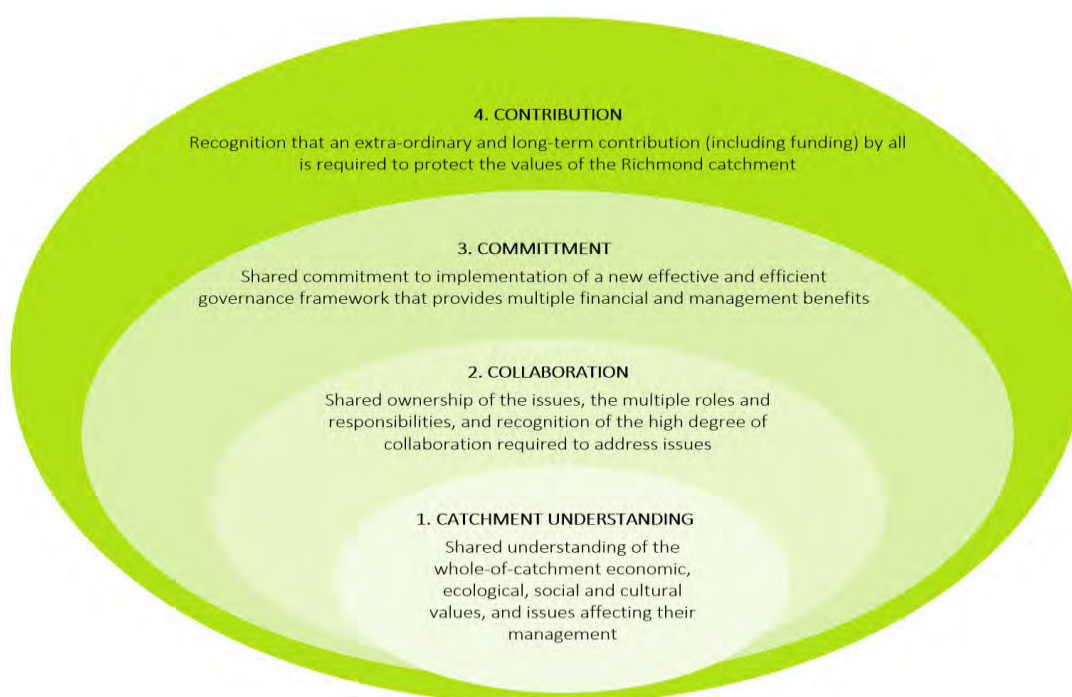 4. CONTRIBUTION
Recognition that an extra-ordinary and long-term contribution (including funding) by all
is required to protect the values of the Richmond catchment
3. COMMITTMENT
Shared commitment to implementation of a new effective and efficient
governance framework that provides multiple financial and management benefits
2. COLLABORATION
Shared ownership of the issues, the multiple roles and
responsibilities, and recognition of the high degree of
collaboration required to address issues
1. CATCHMENT UNDERSTANDING
Shared understanding of the
whole-of-catchment economic,
ecological, social and cultural
values, and issues affecting their
management